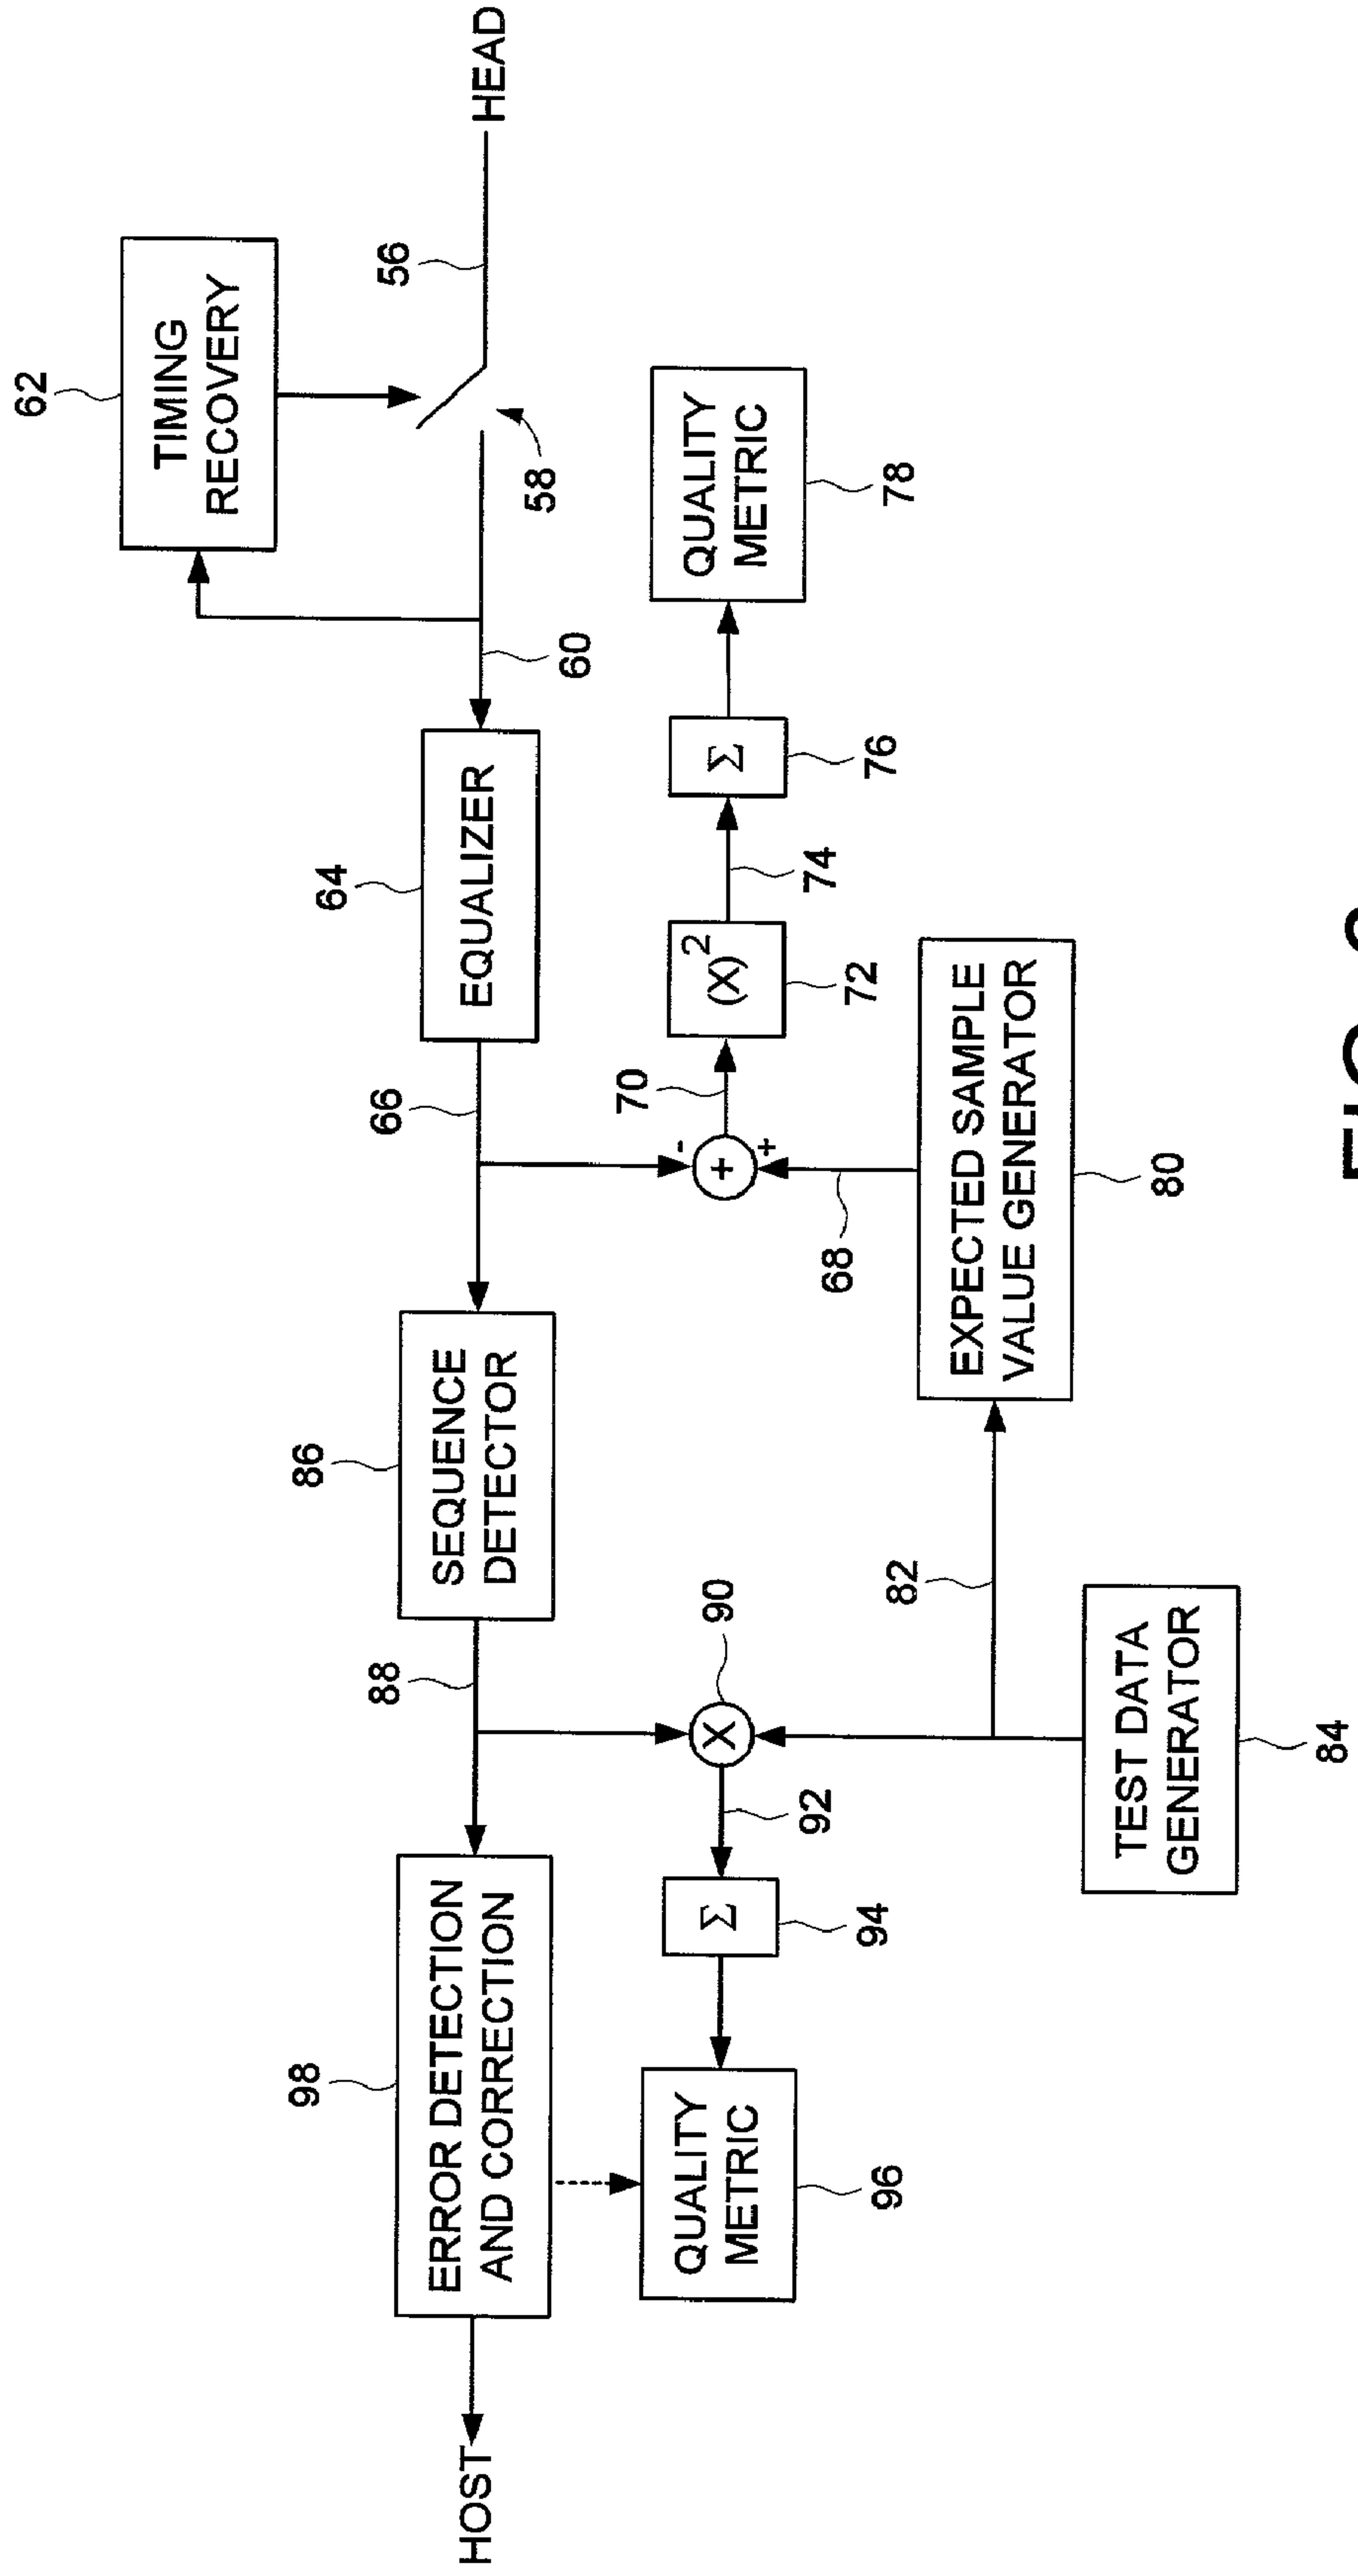 62
TIMING
RECOVERY
HEAD
56
58
60
64
EQUALIZER
66
86
SEQUENCE
DETECTOR
88
98
ERROR DETECTION
AND CORRECTION
HOST
QUALITY
METRIC
78
Σ
76
74
(X)²
72
70
-
+
+
68
EXPECTED SAMPLE
VALUE GENERATOR
80
82
90
X
92
Σ
94
QUALITY
METRIC
96
TEST DATA
GENERATOR
84